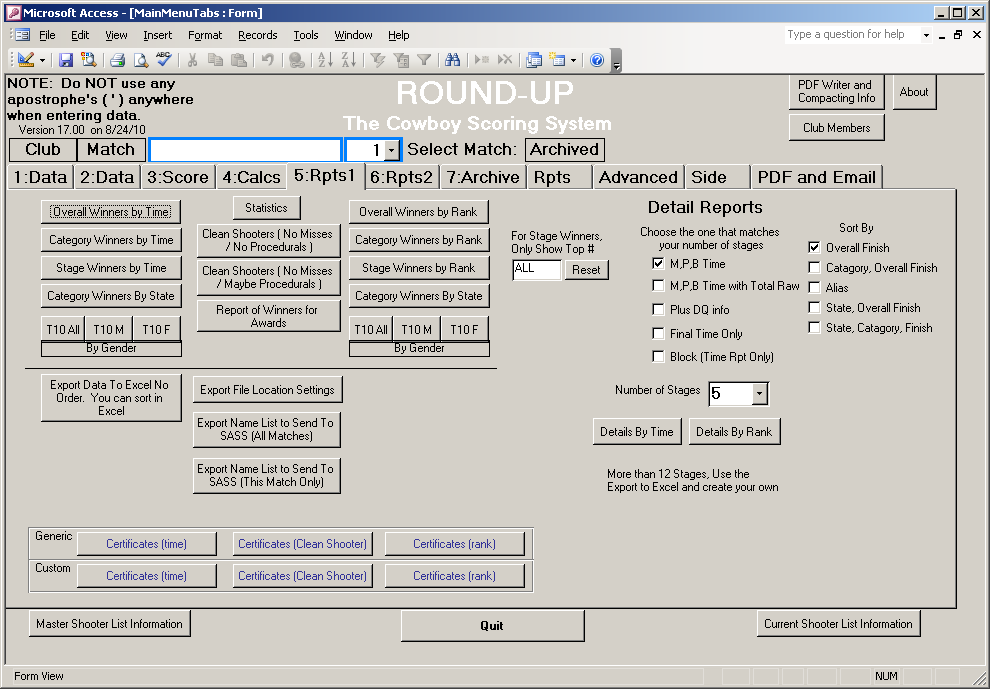 Microsoft Access - [MainMenuTabs : Form]
File Edit View Insert Format Records Tools Window Help
Type a question for help
NOTE: Do NOT use any
apostrophe's ( ' ) anywhere
when entering data.
Version 17.00 on 8/24/10
ROUND-UP
The Cowboy Scoring System
PDF Writer and
Compacting Info
About
Club Members
Club Match 1 Select Match: Archived
1:Data 2:Data 3:Score 4:Calcs 5:Rpts1 6:Rpts2 7:Archive Rpts Advanced Side PDF and Email
Overall Winners by Time
Category Winners by Time
Stage Winners by Time
Category Winners By State
T10 All T10 M T10 F
By Gender
Statistics
Clean Shooters ( No Misses
/ No Procedurals )
Clean Shooters ( No Misses
/ Maybe Procedurals )
Report of Winners for
Awards
Overall Winners by Rank
Category Winners by Rank
Stage Winners by Rank
Category Winners By State
T10 All T10 M T10 F
By Gender
For Stage Winners,
Only Show Top #
ALL Reset
Detail Reports
Choose the one that matches
your number of stages
M,P,B Time
M,P,B Time with Total Raw
Plus DQ info
Final Time Only
Block (Time Rpt Only)
Sort By
Overall Finish
Catagory, Overall Finish
Alias
State, Overall Finish
State, Catagory, Finish
Number of Stages 5
Details By Time Details By Rank
More than 12 Stages, Use the
Export to Excel and create your own
Export Data To Excel No
Order. You can sort in
Excel
Export File Location Settings
Export Name List to Send To
SASS (All Matches)
Export Name List to Send To
SASS (This Match Only)
Generic Certificates (time) Certificates (Clean Shooter) Certificates (rank)
Custom Certificates (time) Certificates (Clean Shooter) Certificates (rank)
Master Shooter List Information Quit Current Shooter List Information
Form View NUM